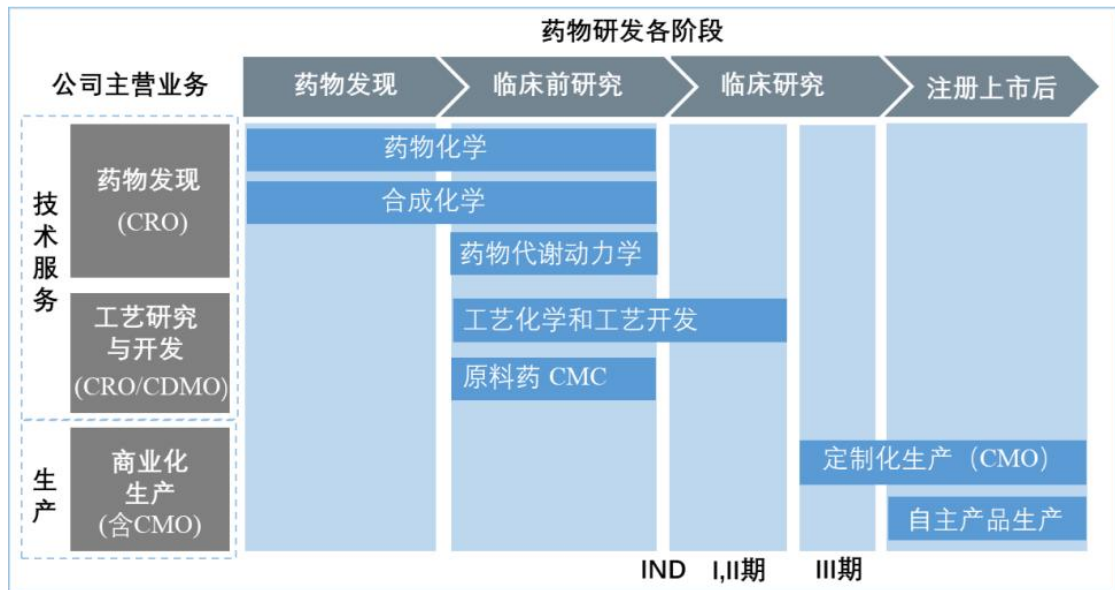 药物研发各阶段
公司主营业务
药物发现
临床前研究
临床研究
注册上市后
技术服务
药物发现
(CRO)
药物化学
合成化学
药物代谢动力学
工艺研究
与开发
(CRO/CDMO)
工艺化学和工艺开发
原料药 CMC
生产
商业化
生产
(含CMO)
定制化生产（CMO）
自主产品生产
IND
I,II期
III期